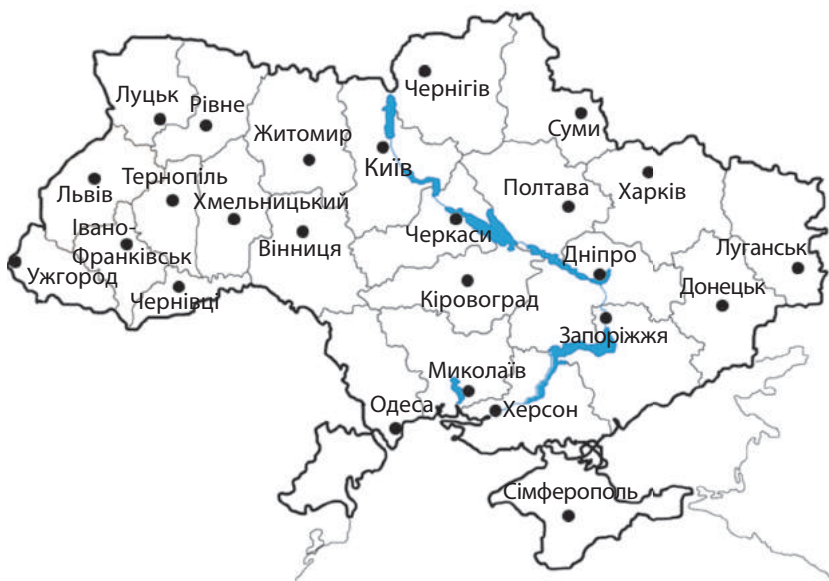 Чернігів
Луцьк
Рівне
Суми
Житомир
Київ
Тернопіль
Львів
Хмельницький
Полтава
Харків
Івано-
Франківськ
Вінниця
Черкаси
Ужгород
Дніпро
Луганськ
Чернівці
Кіровоград
Донецьк
Запоріжжя
Миколаїв
Одеса
Херсон
Сімферополь